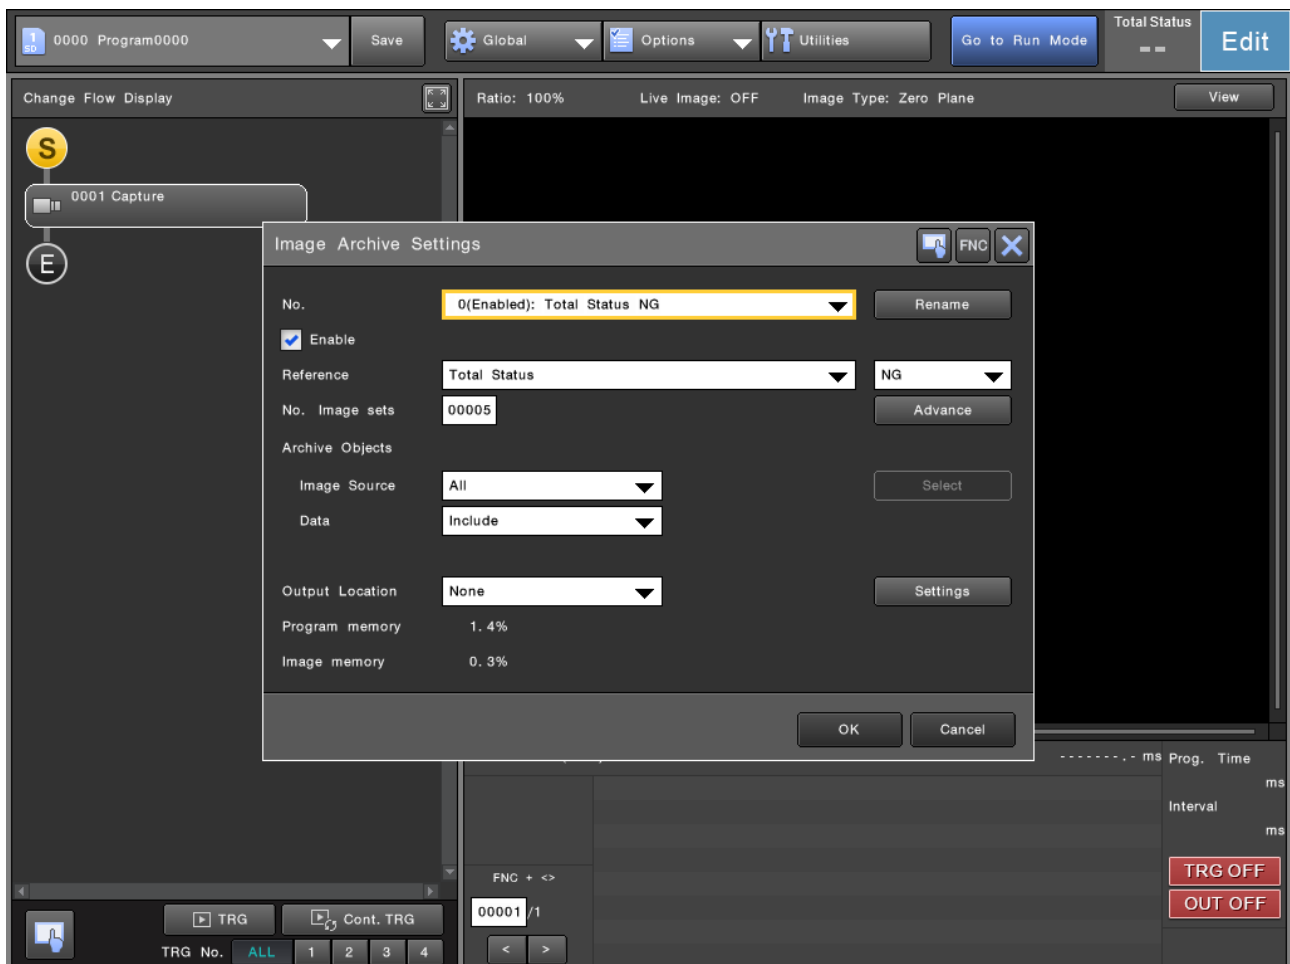 1
SD
0000 Program0000
Save
Global
Options
Utilities
Go to Run Mode
Total Status
--
Edit
Change Flow Display
Ratio: 100%
Live Image: OFF
Image Type: Zero Plane
View
S
0001 Capture
E
Image Archive Settings
FNC
No.
0(Enabled): Total Status NG
Rename
Enable
Reference
Total Status
NG
No. Image sets
00005
Advance
Archive Objects
Image Source
All
Select
Data
Include
Output Location
None
Settings
Program memory
1.4%
Image memory
0.3%
OK
Cancel
-------.- ms
Prog. Time
ms
Interval
ms
TRG OFF
OUT OFF
FNC + <>
00001 /1
< >
TRG
Cont. TRG
TRG No.
ALL
1
2
3
4